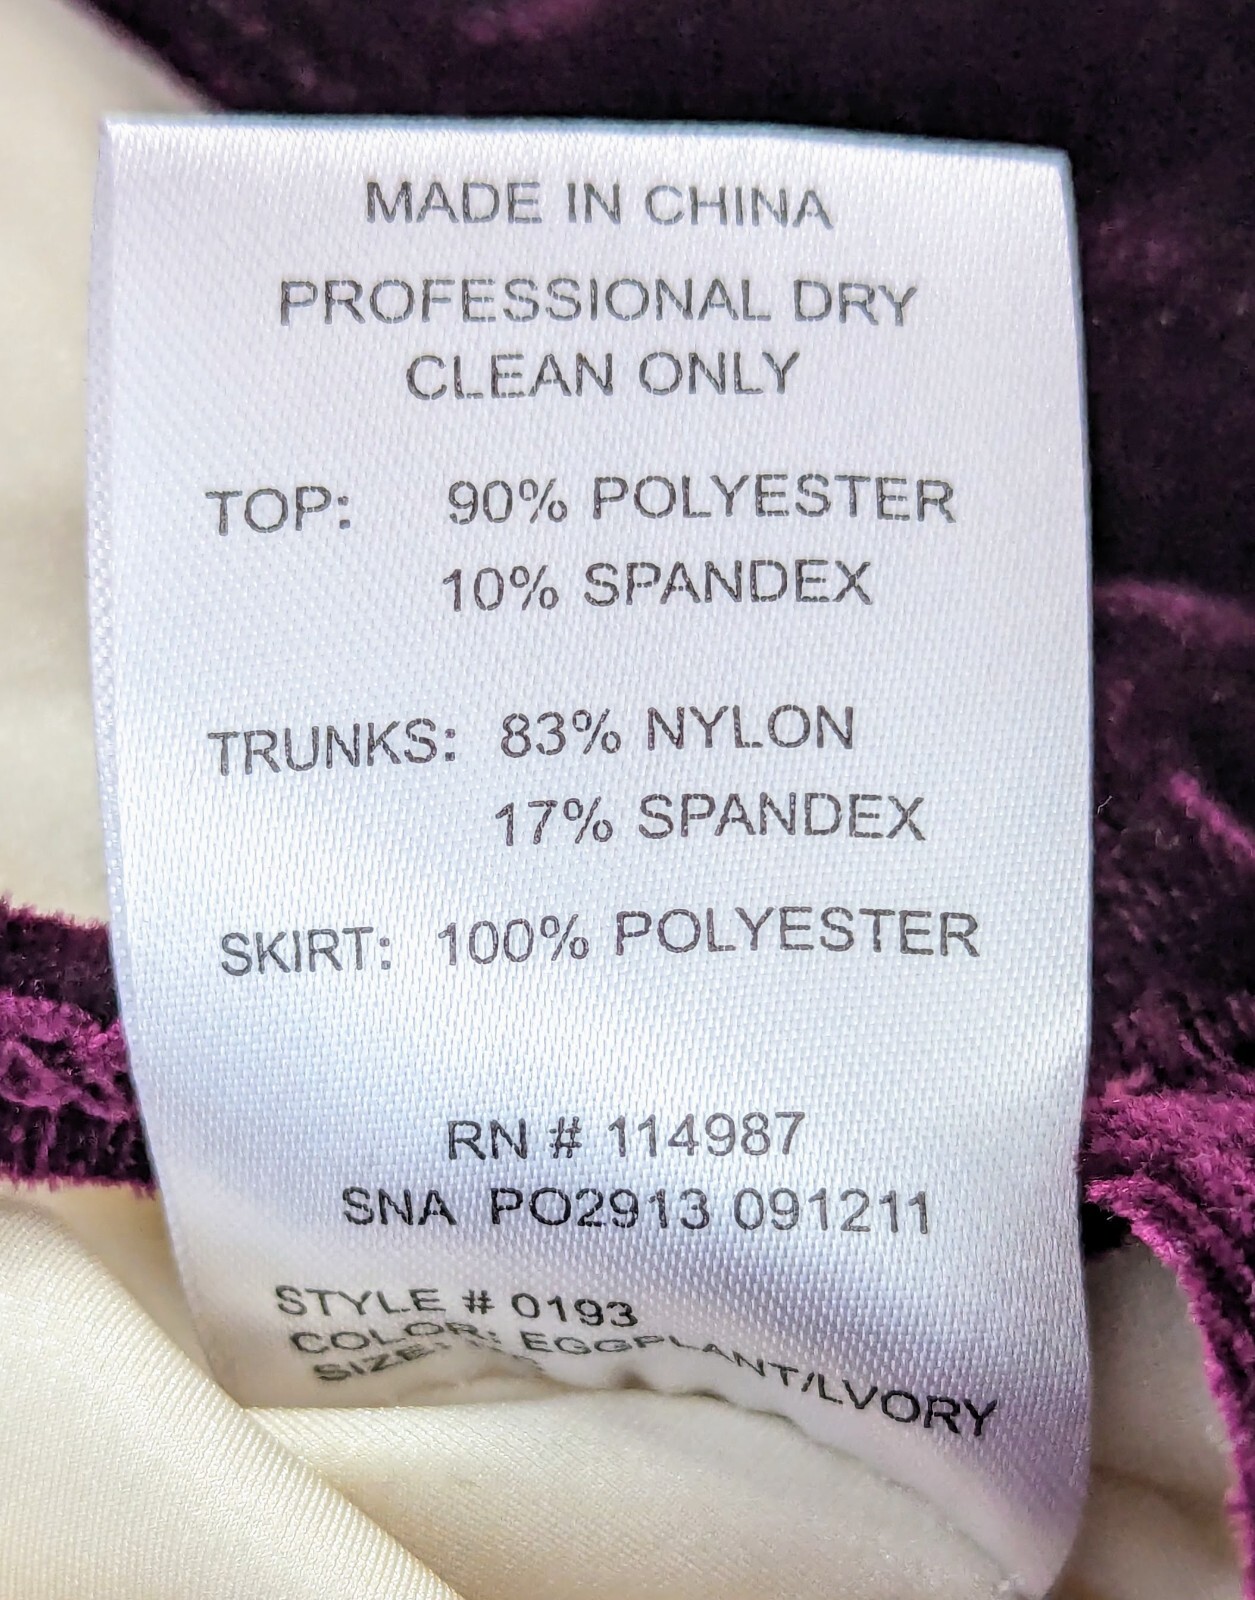 MADE IN CHINA
PROFESSIONAL DRY
CLEAN ONLY
TOP: 90% POLYESTER
10% SPANDEX
TRUNKS: 83% NYLON
17% SPANDEX
SKIRT: 100% POLYESTER
RN # 114987
SNA PO2913 091211
STYLE # 0193
COLOR: EGGPLANT/LVORY
SIZE: